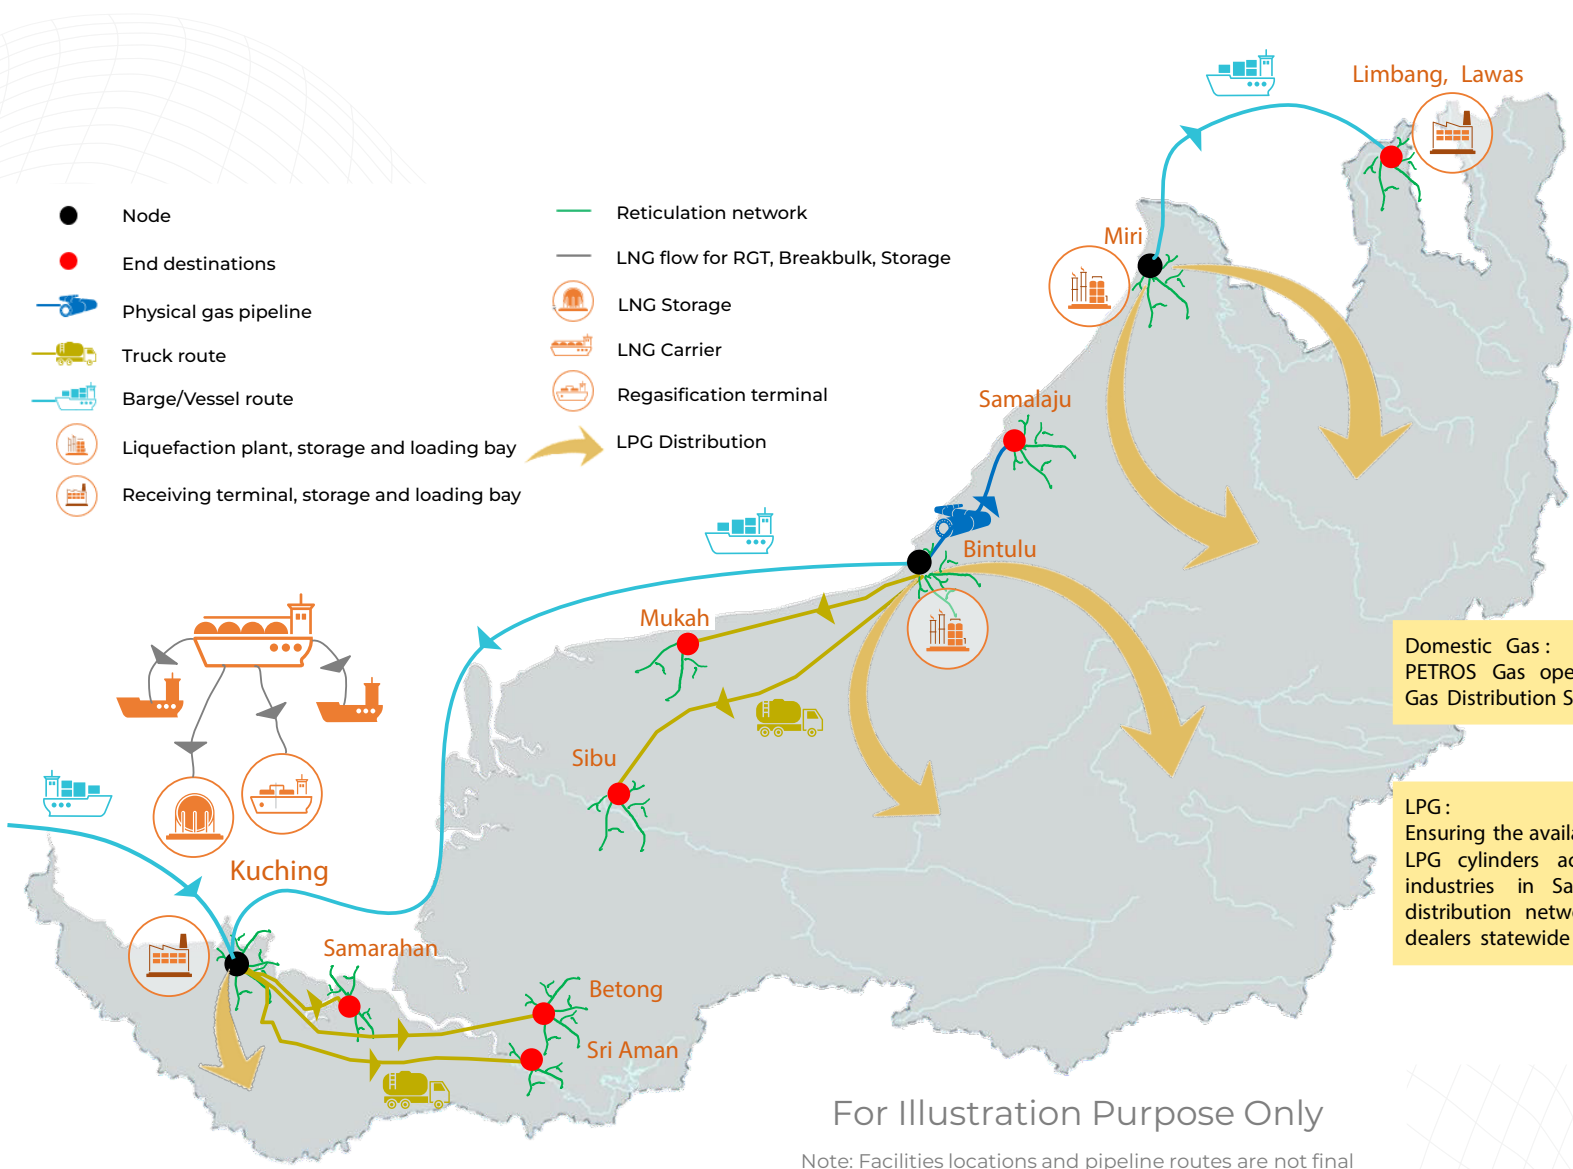 Limbang, Lawas
Node
End destinations
Physical gas pipeline
Truck route
Barge/Vessel route
Liquefaction plant, storage and loading bay
Receiving terminal, storage and loading bay
Reticulation network
LNG flow for RGT, Breakbulk, Storage
LNG Storage
LNG Carrier
Regasification terminal
LPG Distribution
Miri
Samalaju
Bintulu
Mukah
Sibu
Kuching
Samarahan
Betong
Sri Aman
Domestic Gas :
PETROS Gas
Gas Distribution
LPG :
Ensuring the
LPG cylinders
industries in
distribution
dealers statewide
For Illustration Purpose Only
Note: Facilities locations and pipeline routes are not final